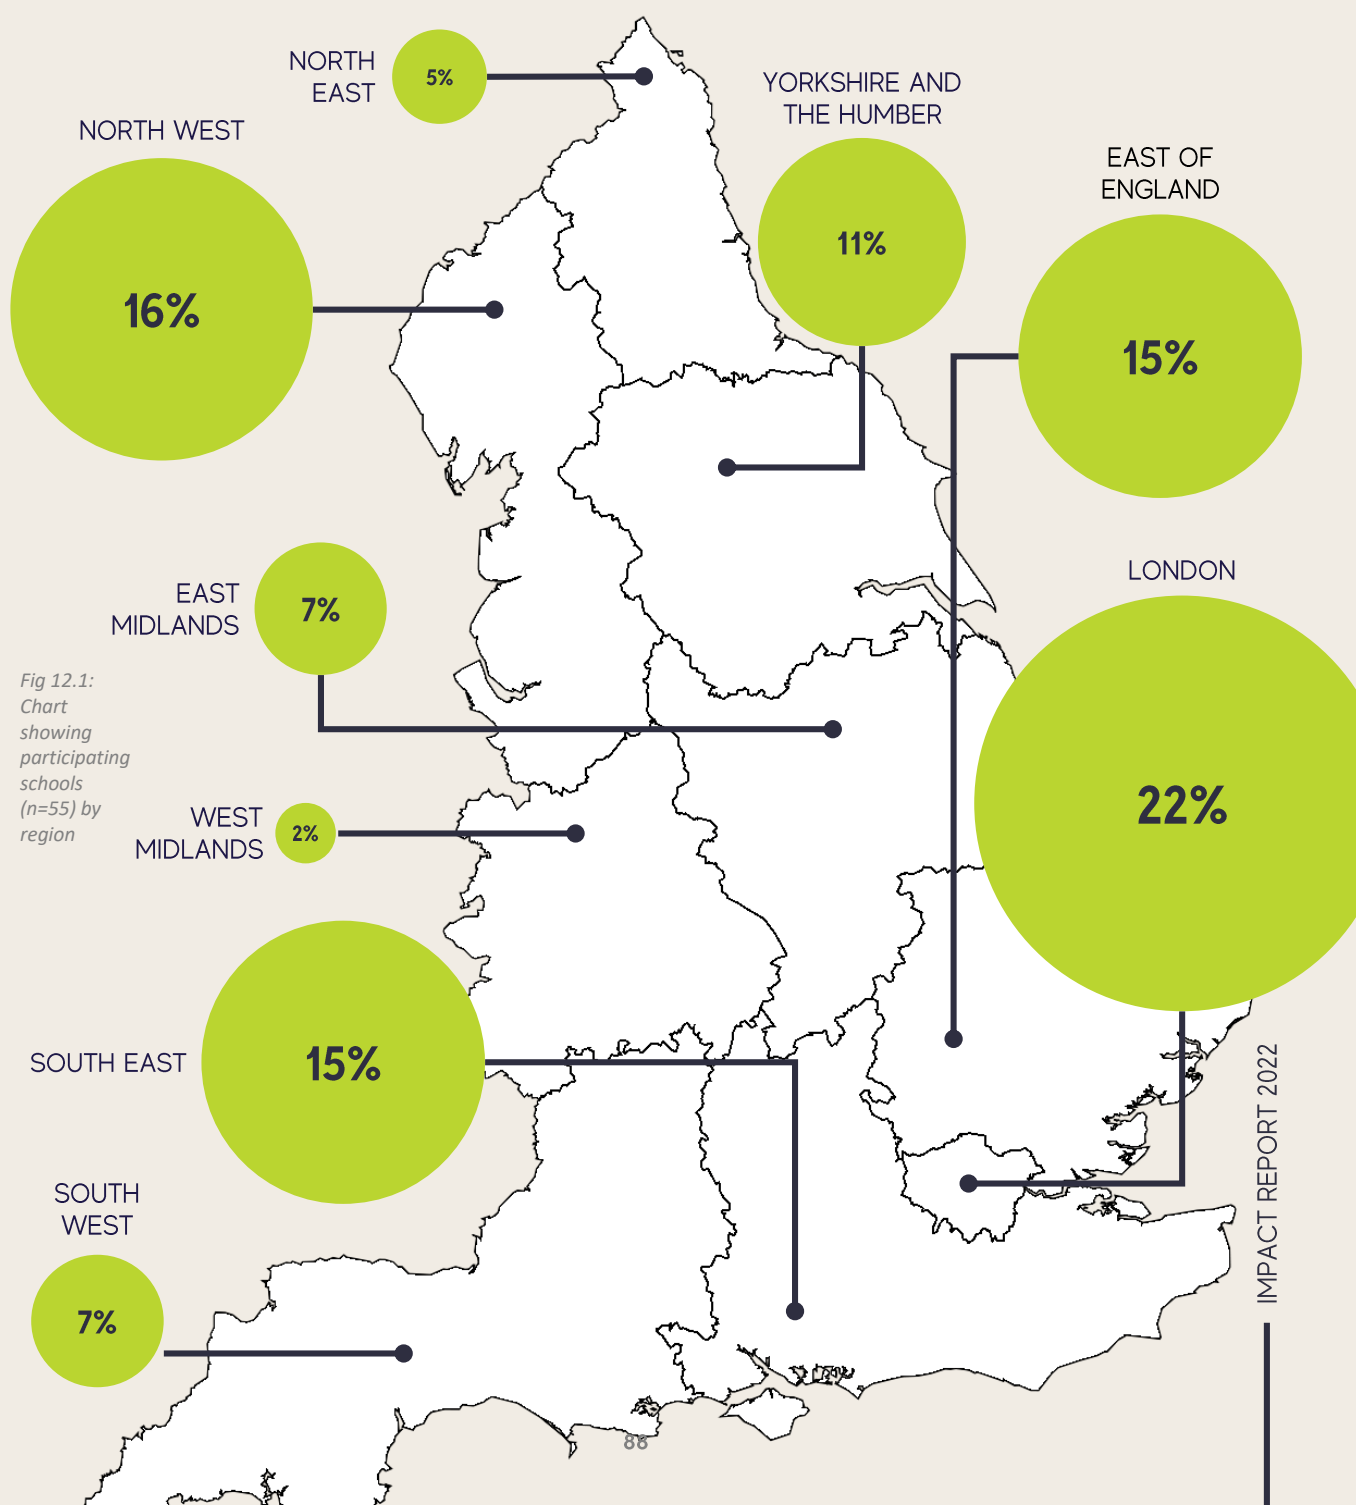 NORTH
EAST
5%
YORKSHIRE AND
THE HUMBER
11%
NORTH WEST
16%
EAST OF
ENGLAND
15%
EAST
MIDLANDS
7%
LONDON
22%
Fig 12.1:
Chart
showing
participating
schools
(n=55) by
region
WEST
MIDLANDS
2%
SOUTH EAST
15%
SOUTH
WEST
7%
IMPACT REPORT 2022
88